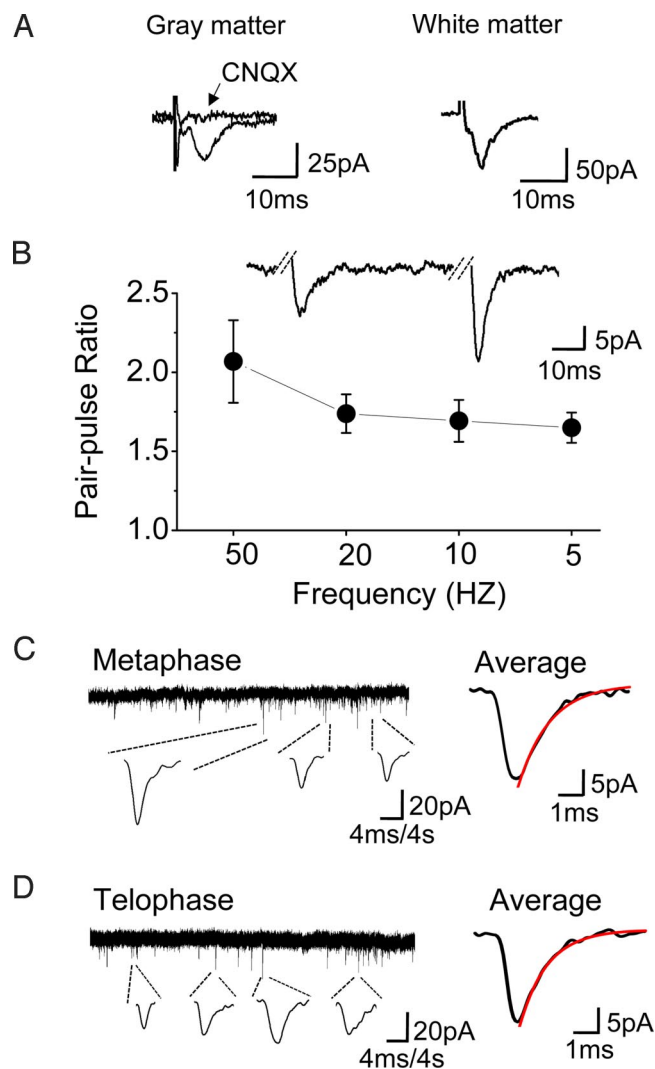 A
Gray matter
White matter
CNQX
25pA
10ms
50pA
10ms
B
2.5
2.0
1.5
1.0
Pair-pulse Ratio
5pA
10ms
50
20
10
5
Frequency (HZ)
C
Metaphase
Average
20pA
4ms/4s
5pA
1ms
D
Telophase
Average
20pA
4ms/4s
5pA
1ms